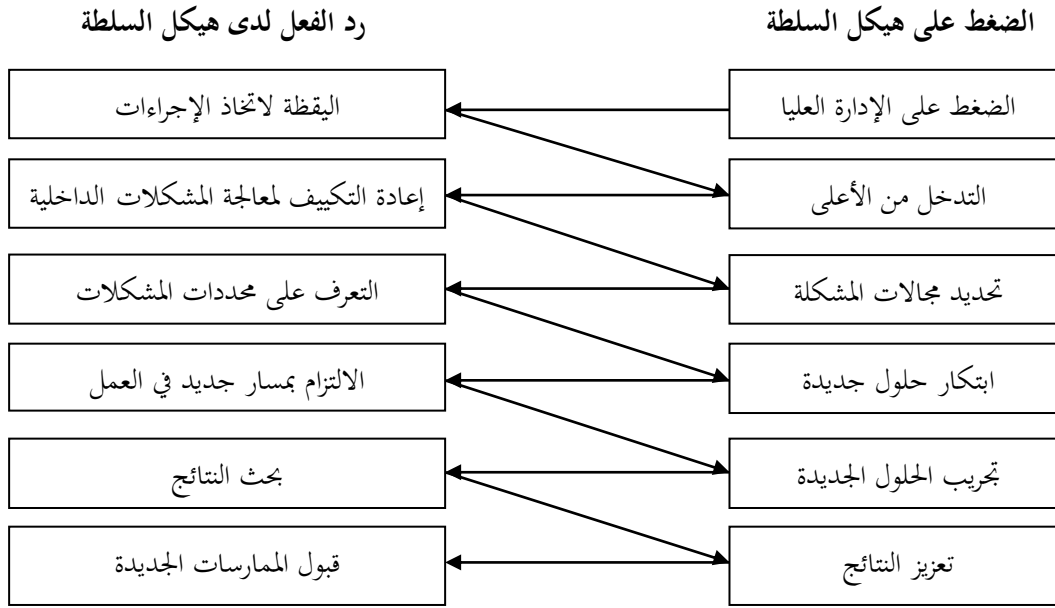 الضغط على هيكل السلطة
رد الفعل لدى هيكل السلطة
الضغط على الإدارة العليا
اليقظة لاتخاذ الإجراءات
التدخل من الأعلى
إعادة التكييف لمعالجة المشكلات الداخلية
تحديد مجالات المشكلة
التعرف على محددات المشكلات
ابتكار حلول جديدة
الالتزام بمسار جديد في العمل
تجريب الحلول الجديدة
بحث النتائج
تعزيز النتائج
قبول الممارسات الجديدة